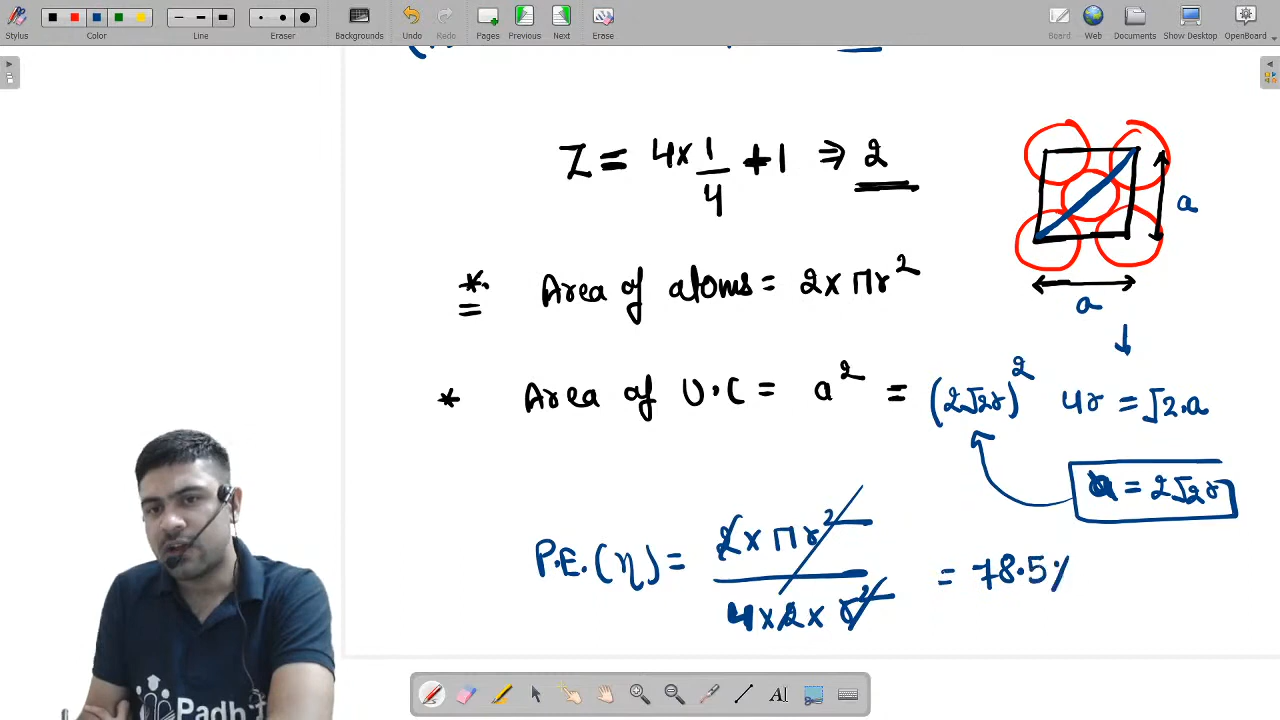 Stylus Color Line Eraser Backgrounds Undo Redo Pages Previous Next Erase Board Web Documents Show Desktop OpenBoard
Z = 4 × 1/4 + 1 ⇒ 2
a
a
* Area of atoms = 2 × πr²
* Area of U.C = a² = (2√2r)² 4r = √2.a
a = 2√2r
P.E. (η) = 2 × πr² / 4 × 2 × r² = 78.5%
Padh